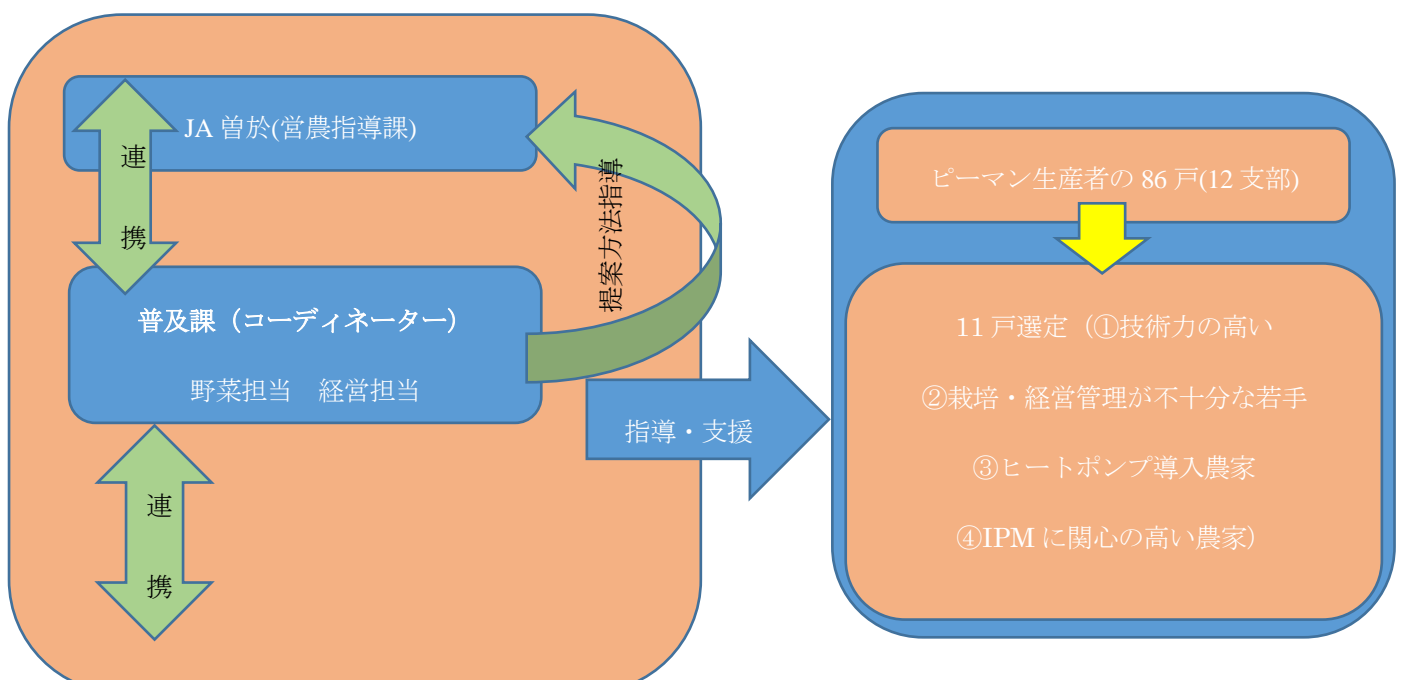 JA 曽於(営農指導課)
連
携
提案方法指導
普及課（コーディネーター）
野菜担当　経営担当
連
携
指導・支援
ピーマン生産者の 86 戸(12 支部)
11 戸選定（①技術力の高い
②栽培・経営管理が不十分な若手
③ヒートポンプ導入農家
④IPM に関心の高い農家）